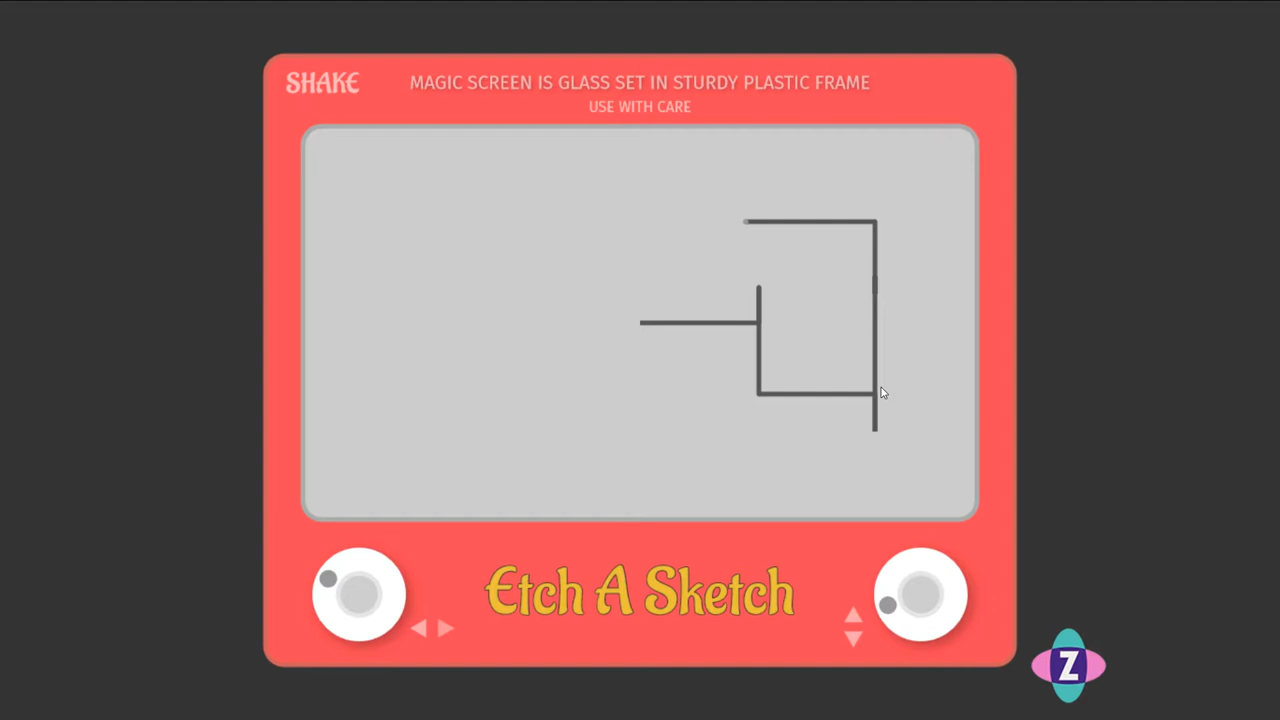 SHAKE
MAGIC SCREEN IS GLASS SET IN STURDY PLASTIC FRAME
USE WITH CARE
Etch A Sketch
Z